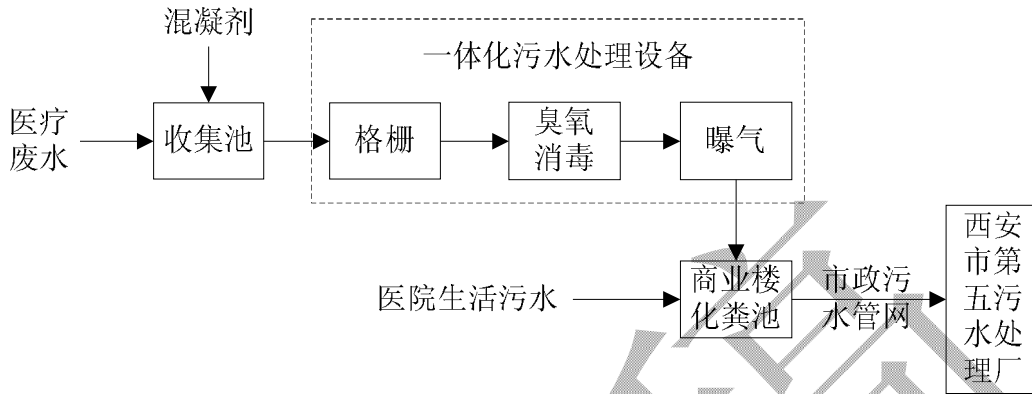 混凝剂
一体化污水处理设备
医疗
废水
收集池
格栅
臭氧
消毒
曝气
医院生活污水
商业楼
化粪池
市政污
水管网
西安
市第
五污
水处
理厂